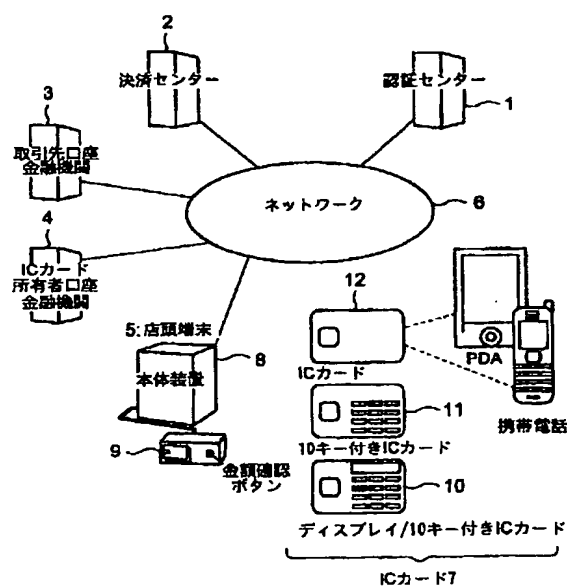 2
決済センター
認証センター
1
3
取引先口座
金融機関
ネットワーク
6
4
ICカード
所有者口座
金融機関
12
5:店頭端末
8
本体装置
ICカード
PDA
携帯電話
11
10キー付きICカード
9
金額確認
ボタン
10
ディスプレイ/10キー付きICカード
ICカード7